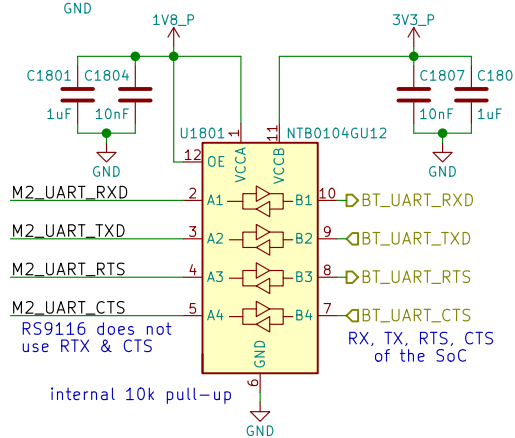 GND
1V8_P
3V3_P
C1801 C1804
C1807 C180
1uF 10nF
10nF 1uF
GND
GND
U1801 NTB0104GU12
1 11
VCCA VCCB
12 OE
M2_UART_RXD 2 A1 B1 10 BT_UART_RXD
M2_UART_TXD 3 A2 B2 9 BT_UART_TXD
M2_UART_RTS 4 A3 B3 8 BT_UART_RTS
M2_UART_CTS 5 A4 B4 7 BT_UART_CTS
RS9116 does not
use RTX & CTS
RX, TX, RTS, CTS
of the SoC
GND
6
internal 10k pull-up
GND